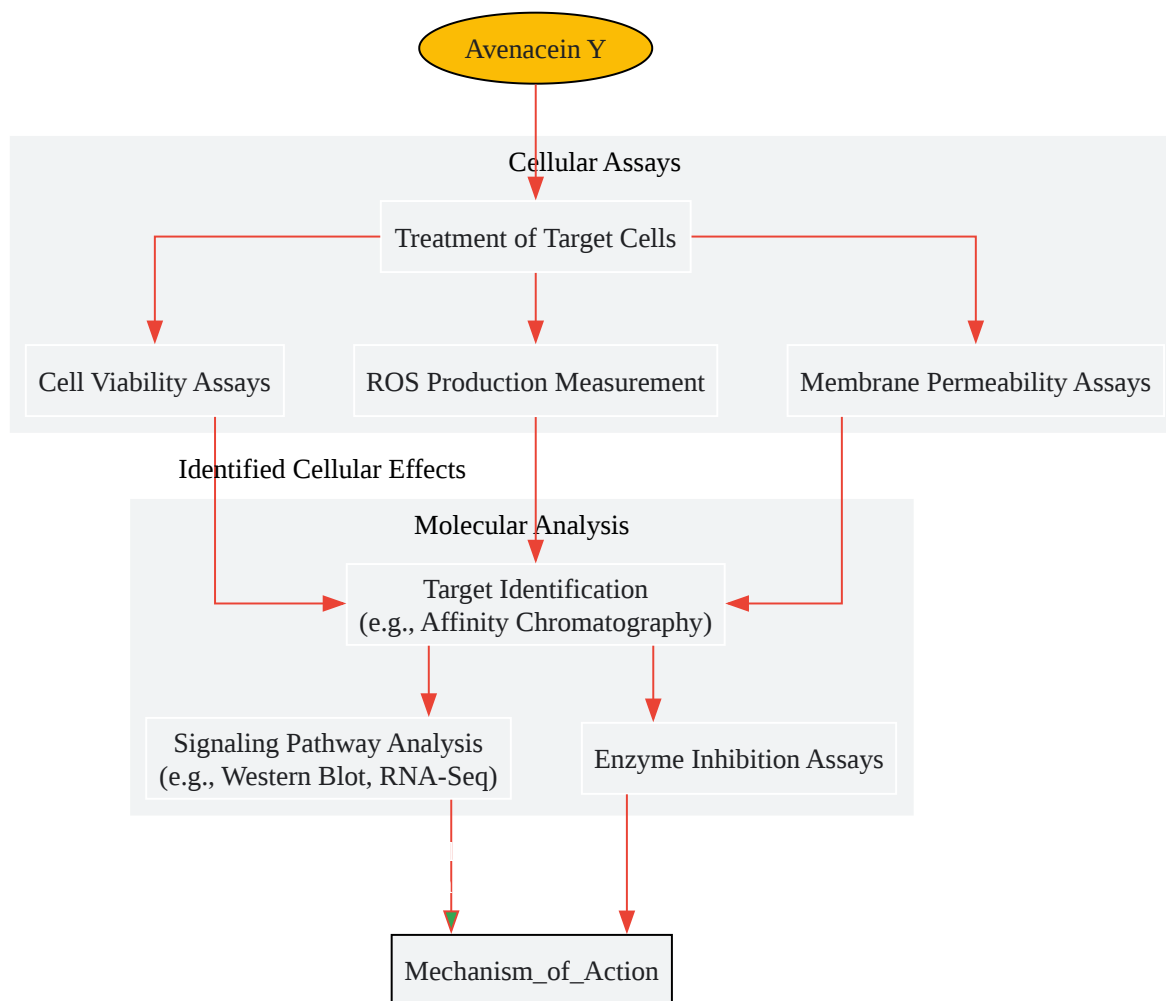 Avenacein Y
Cellular Assays
Treatment of Target Cells
Cell Viability Assays
ROS Production Measurement
Membrane Permeability Assays
Identified Cellular Effects
Molecular Analysis
Target Identification
(e.g., Affinity Chromatography)
Signaling Pathway Analysis
(e.g., Western Blot, RNA-Seq)
Enzyme Inhibition Assays
Mechanism_of_Action